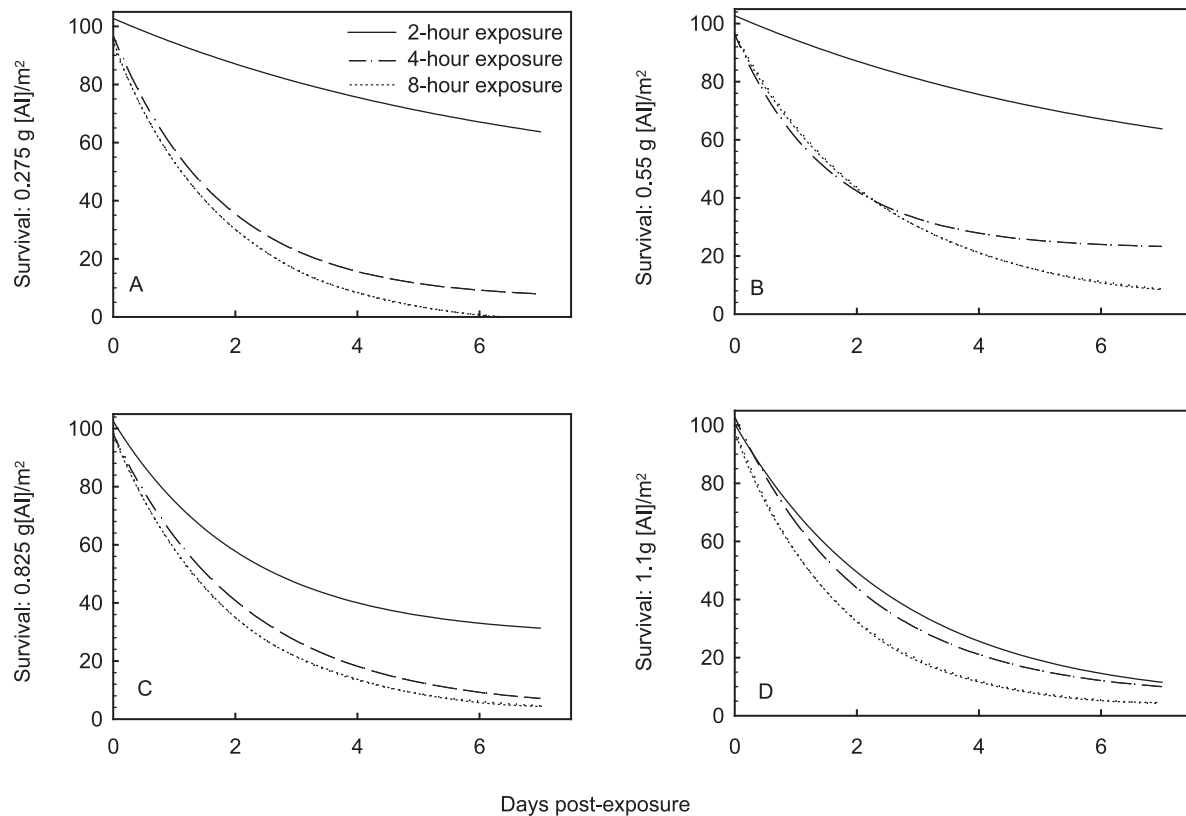 Survival: 0.275 g [AI]/m²
100
80
60
40
20
0
0 2 4 6
2-hour exposure
4-hour exposure
8-hour exposure
A
Survival: 0.55 g [AI]/m²
100
80
60
40
20
0
0 2 4 6
B
Survival: 0.825 g[AI]/m²
100
80
60
40
20
0
0 2 4 6
C
Survival: 1.1g [AI]/m²
100
80
60
40
20
0
0 2 4 6
D
Days post-exposure